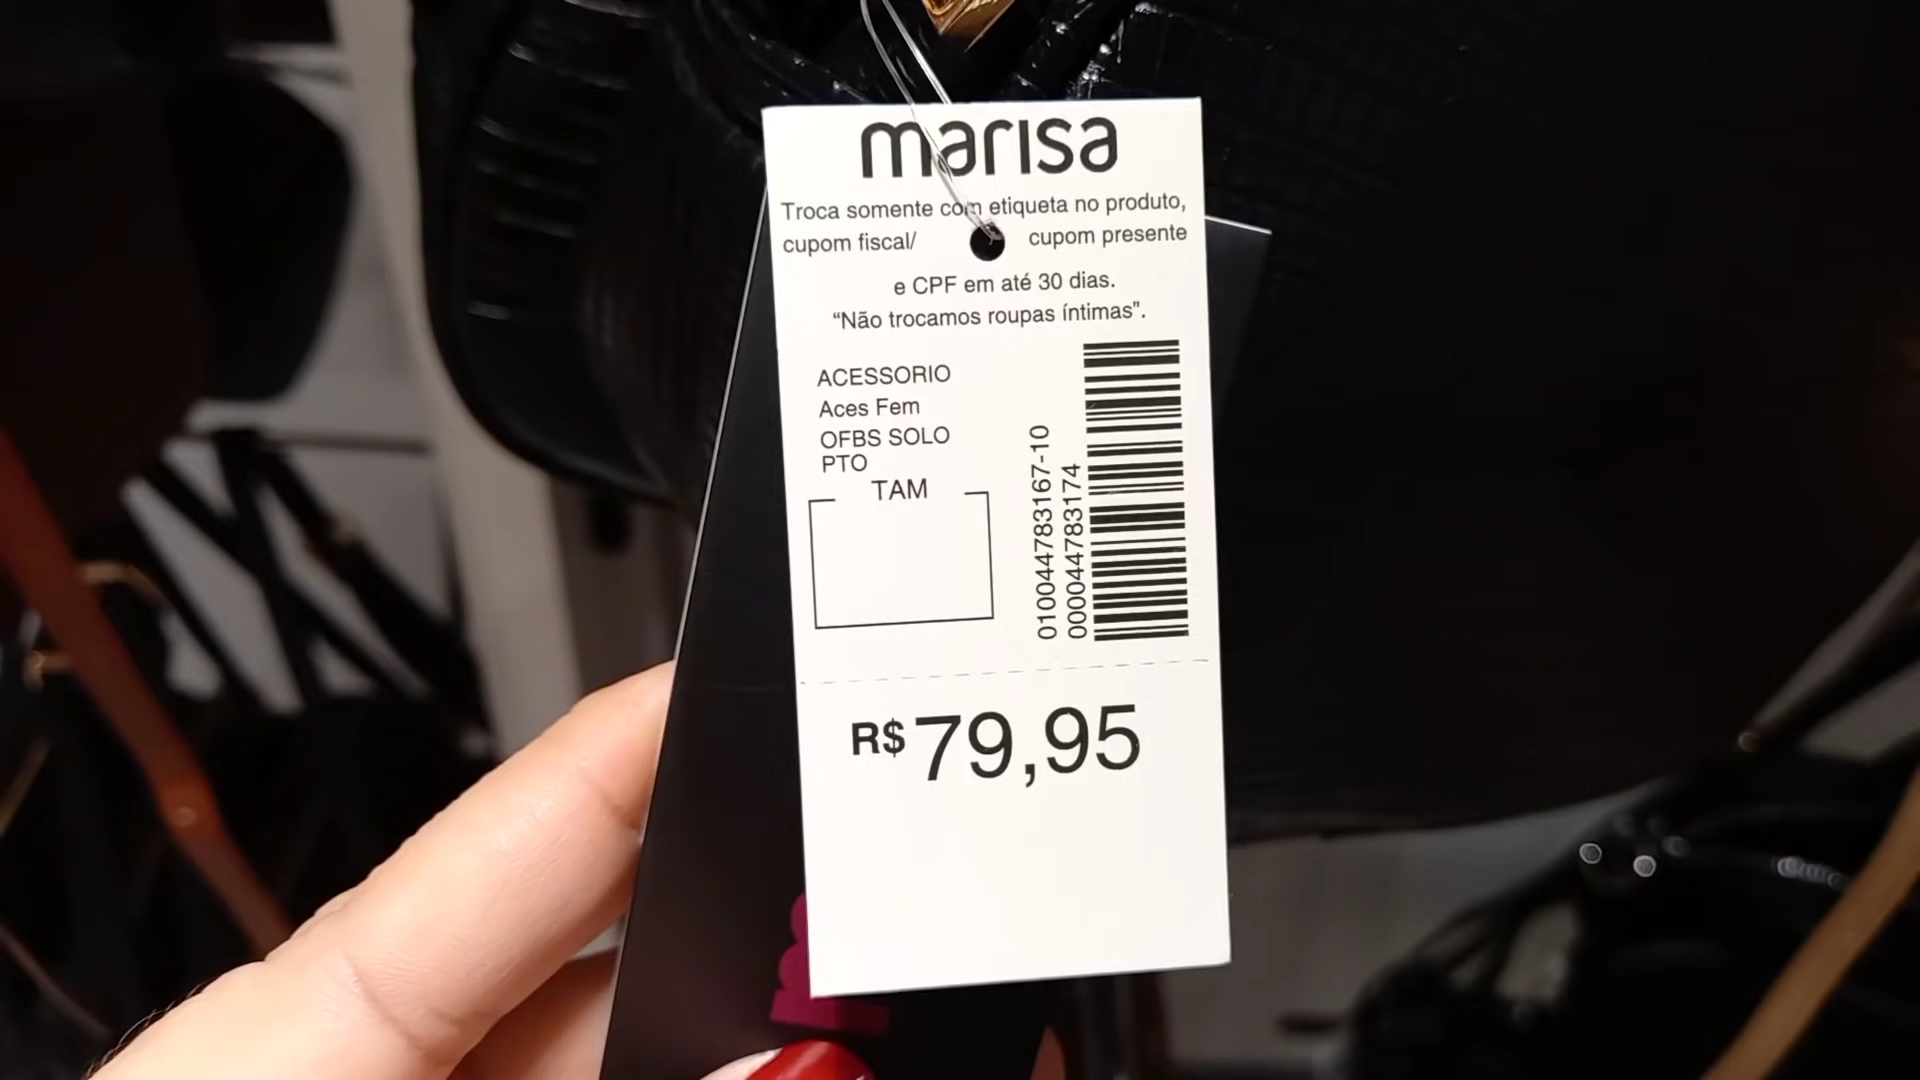 marisa
Troca somente com etiqueta no produto,
cupom fiscal/ cupom presente
e CPF em até 30 dias.
“Não trocamos roupas íntimas”.
ACESSORIO
Aces Fem
OFBS SOLO
PTO
TAM
0100044783167-10
000044783174
R$79,95